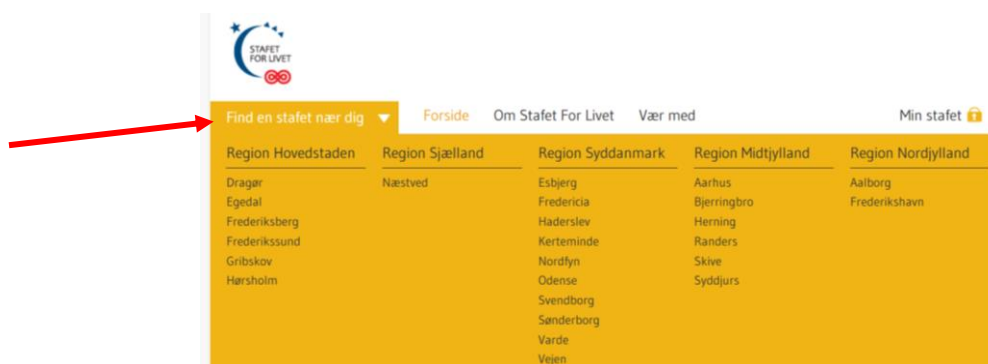 STAFET
FOR LIVET
Find en stafet nær dig
Forside
Om Stafet For Livet
Vær med
Min stafet
Region Hovedstaden
Dragør
Egedal
Frederiksberg
Frederikssund
Gribskov
Hørsholm
Region Sjælland
Næstved
Region Syddanmark
Esbjerg
Fredericia
Haderslev
Kerteminde
Nordfyn
Odense
Svendborg
Sønderborg
Varde
Vejen
Region Midtjylland
Aarhus
Bjerringbro
Herning
Randers
Skive
Syddjurs
Region Nordjylland
Aalborg
Frederikshavn